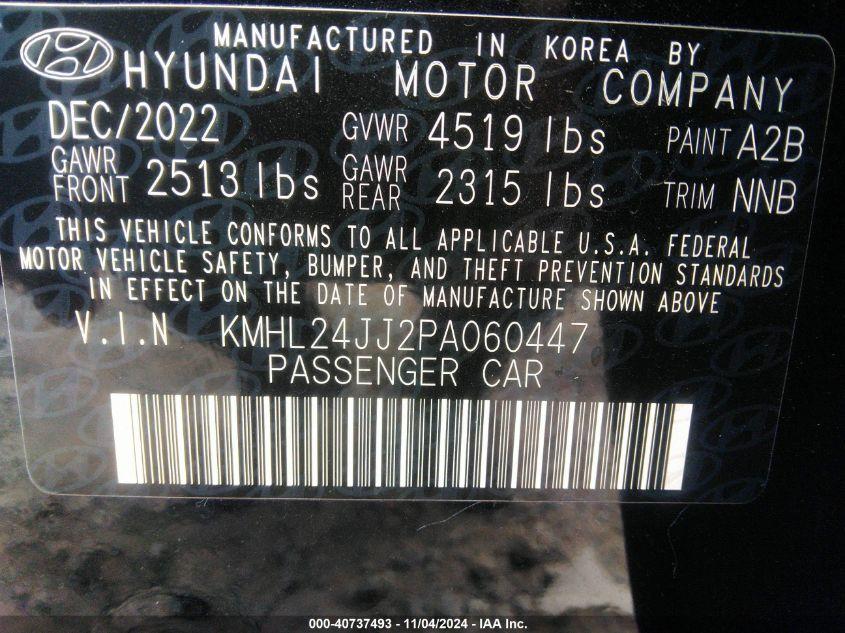 MANUFACTURED IN KOREA BY
HYUNDAI MOTOR COMPANY
DEC/2022 GVWR 4519 lbs PAINT A2B
GAWR FRONT 2513 lbs GAWR REAR 2315 lbs TRIM NNB
THIS VEHICLE CONFORMS TO ALL APPLICABLE U.S.A. FEDERAL
MOTOR VEHICLE SAFETY, BUMPER, AND THEFT PREVENTION STANDARDS
IN EFFECT ON THE DATE OF MANUFACTURE SHOWN ABOVE
V.I.N KMHL24JJ2PA060447
PASSENGER CAR
000-40737493 - 11/04/2024 - IAA Inc.